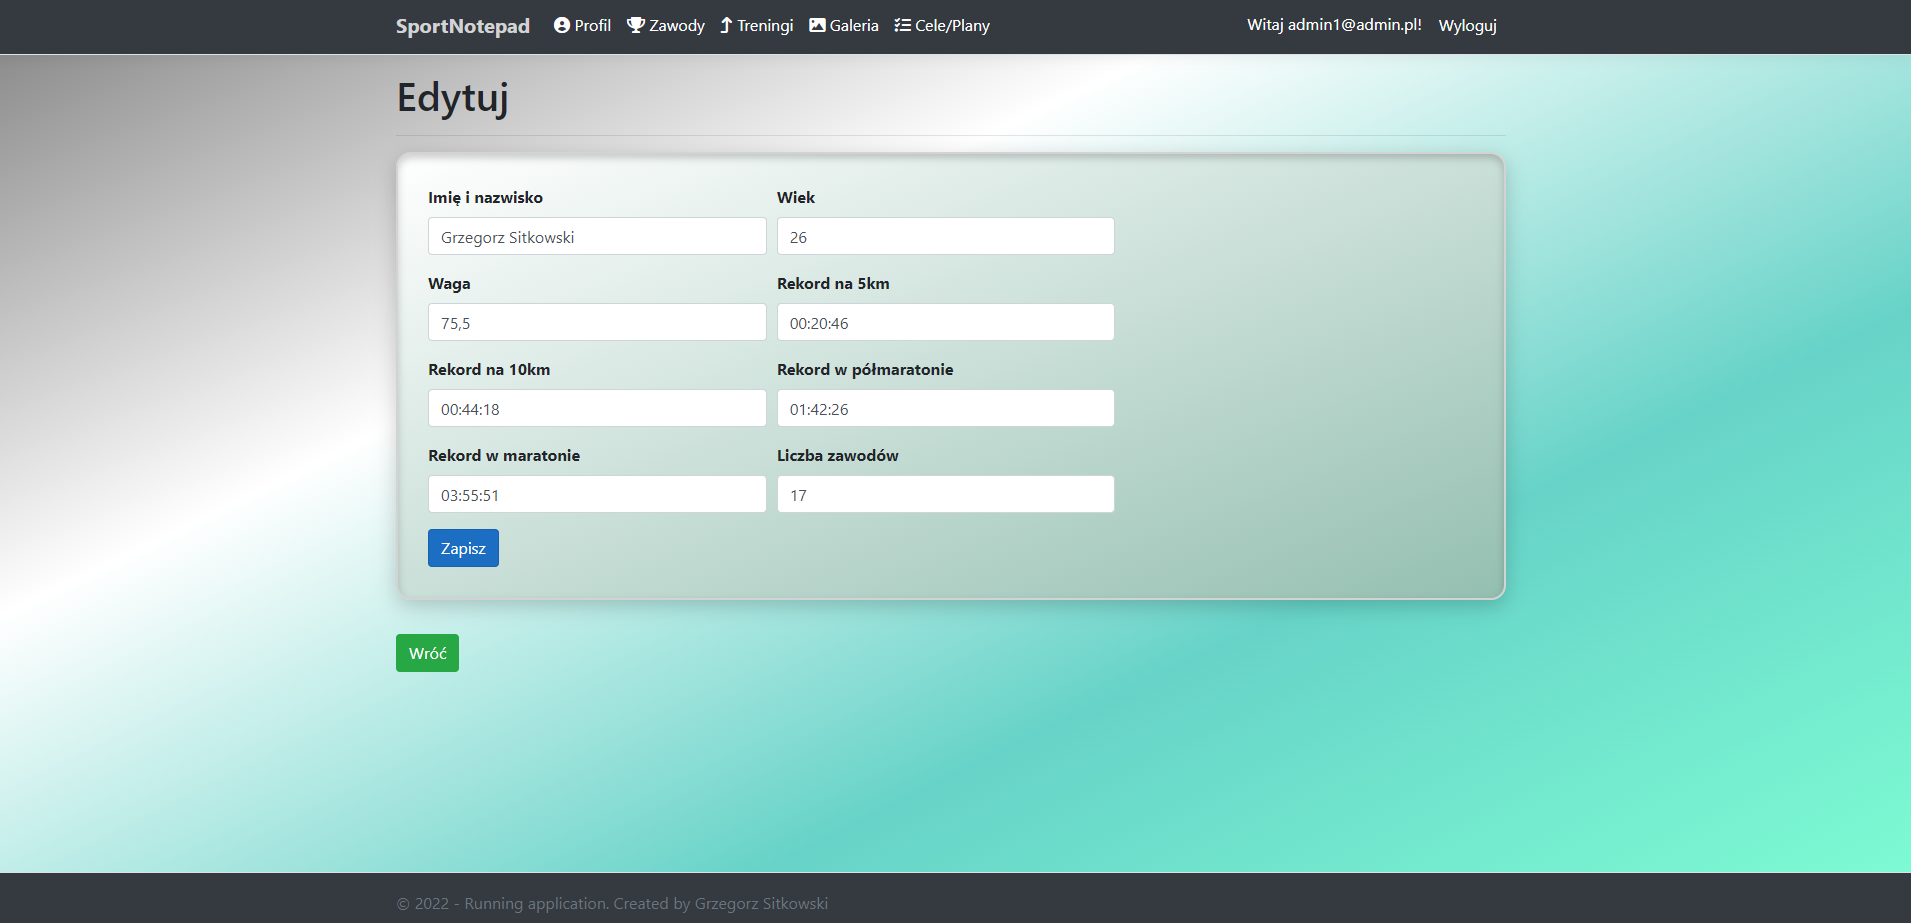 SportNotepad Profil Zawody Treningi Galeria Cele/Plany Witaj admin1@admin.pl! Wyloguj
Edytuj
Imię i nazwisko Wiek
Grzegorz Sitkowski 26
Waga Rekord na 5km
75,5 00:20:46
Rekord na 10km Rekord w półmaratonie
00:44:18 01:42:26
Rekord w maratonie Liczba zawodów
03:55:51 17
Zapisz
Wróć
© 2022 - Running application. Created by Grzegorz Sitkowski